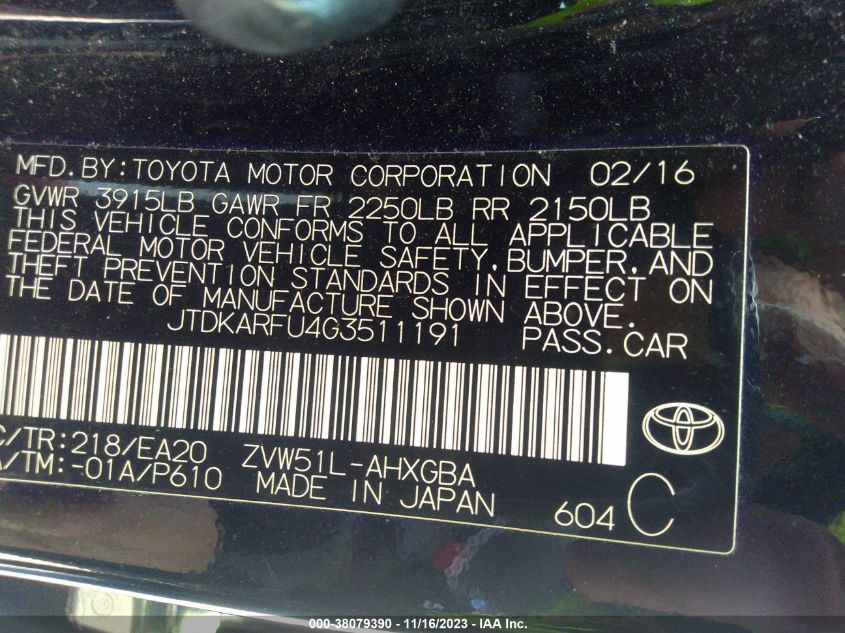 MFD.BY:TOYOTA MOTOR CORPORATION 02/16
GVWR 3915LB GAWR FR 2250LB RR 2150LB
THIS VEHICLE CONFORMS TO ALL APPLICABLE
FEDERAL MOTOR VEHICLE SAFETY,BUMPER,AND
THEFT PREVENTION STANDARDS IN EFFECT ON
THE DATE OF MANUFACTURE SHOWN ABOVE.
JTDKARFU4G3511191 PASS.CAR
C/TR:218/EA20 ZVW51L-AHXGBA
A/TM:-01A/P610 MADE IN JAPAN 604 C
000-38079390 - 11/16/2023 - IAA Inc.